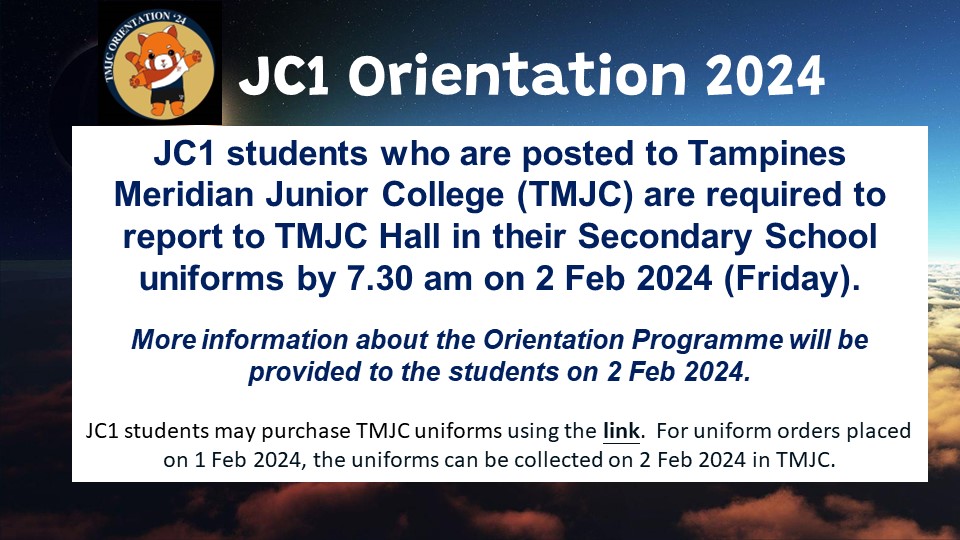 TMJC ORIENTATION '24
JC1 Orientation 2024
JC1 students who are posted to Tampines
Meridian Junior College (TMJC) are required to
report to TMJC Hall in their Secondary School
uniforms by 7.30 am on 2 Feb 2024 (Friday).
More information about the Orientation Programme will be
provided to the students on 2 Feb 2024.
JC1 students may purchase TMJC uniforms using the link.  For uniform orders placed
on 1 Feb 2024, the uniforms can be collected on 2 Feb 2024 in TMJC.